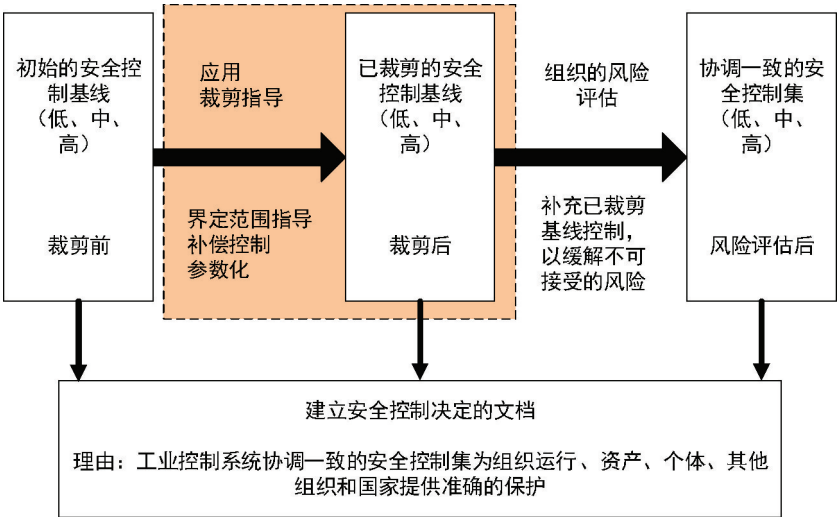 初始的安全控
制基线
（低、中、
高）
裁剪前
应用
裁剪指导
界定范围指导
补偿控制
参数化
已裁剪的安全
控制基线
（低、中、
高）
裁剪后
组织的风险
评估
补充已裁剪
基线控制，
以缓解不可
接受的风险
协调一致的安
全控制集
（低、中、
高）
风险评估后
建立安全控制决定的文档
理由：工业控制系统协调一致的安全控制集为组织运行、资产、个体、其他
组织和国家提供准确的保护